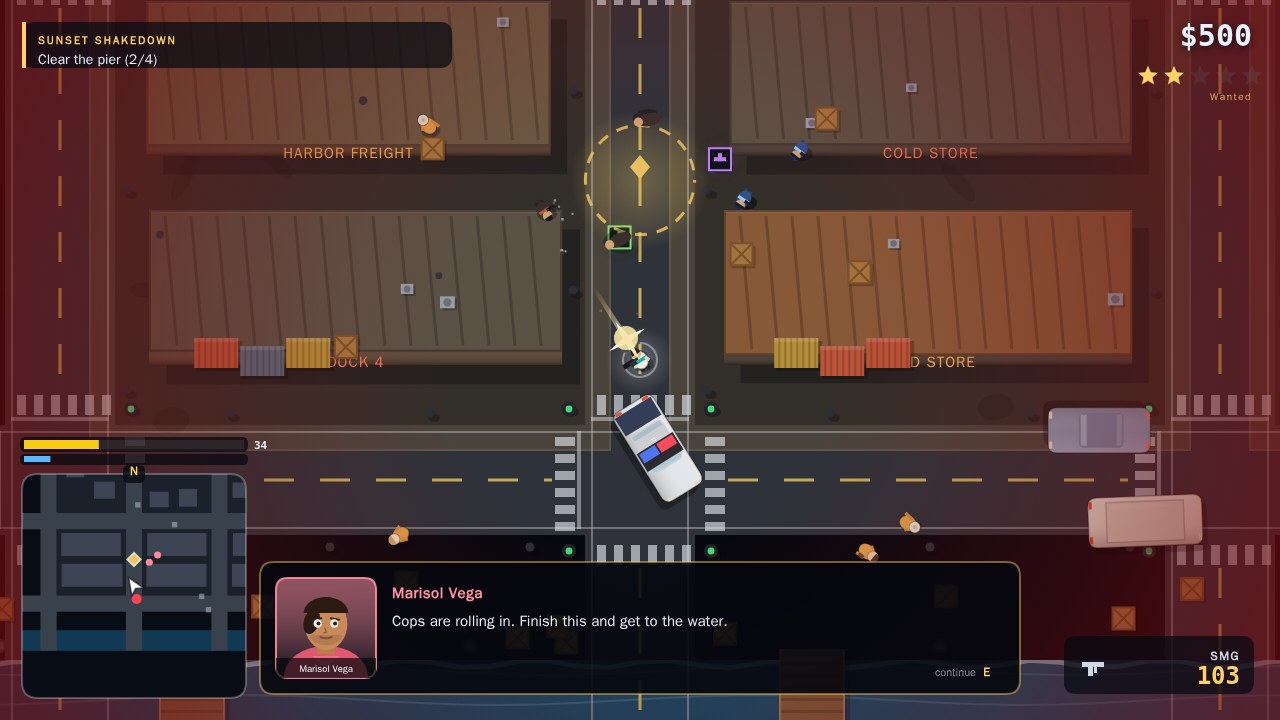 SUNSET SHAKEDOWN
Clear the pier (2/4)
$500
Wanted
HARBOR FREIGHT
COLD STORE
DOCK 4
D STORE
34
N
Marisol Vega
Cops are rolling in. Finish this and get to the water.
Marisol Vega
continue E
SMG
103